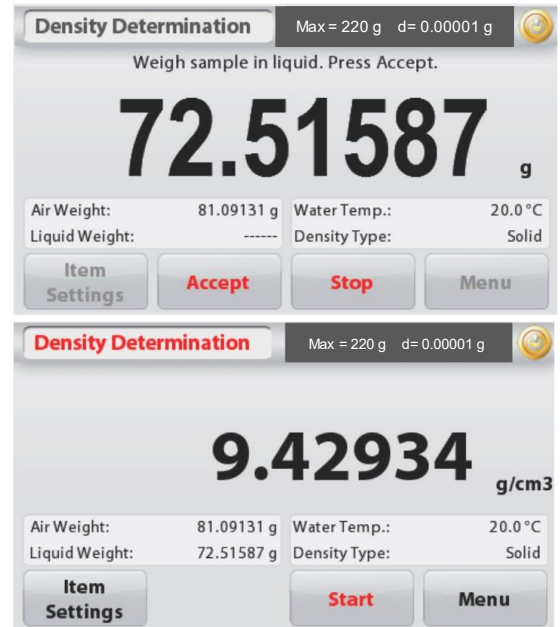 Density Determination Max = 220 g d= 0.00001 g
Weigh sample in liquid. Press Accept.
72.51587 g
Air Weight: 81.09131 g Water Temp.: 20.0°C
Liquid Weight: ------ Density Type: Solid
Item Settings Accept Stop Menu
Density Determination Max = 220 g d= 0.00001 g
9.42934 g/cm3
Air Weight: 81.09131 g Water Temp.: 20.0°C
Liquid Weight: 72.51587 g Density Type: Solid
Item Settings Start Menu